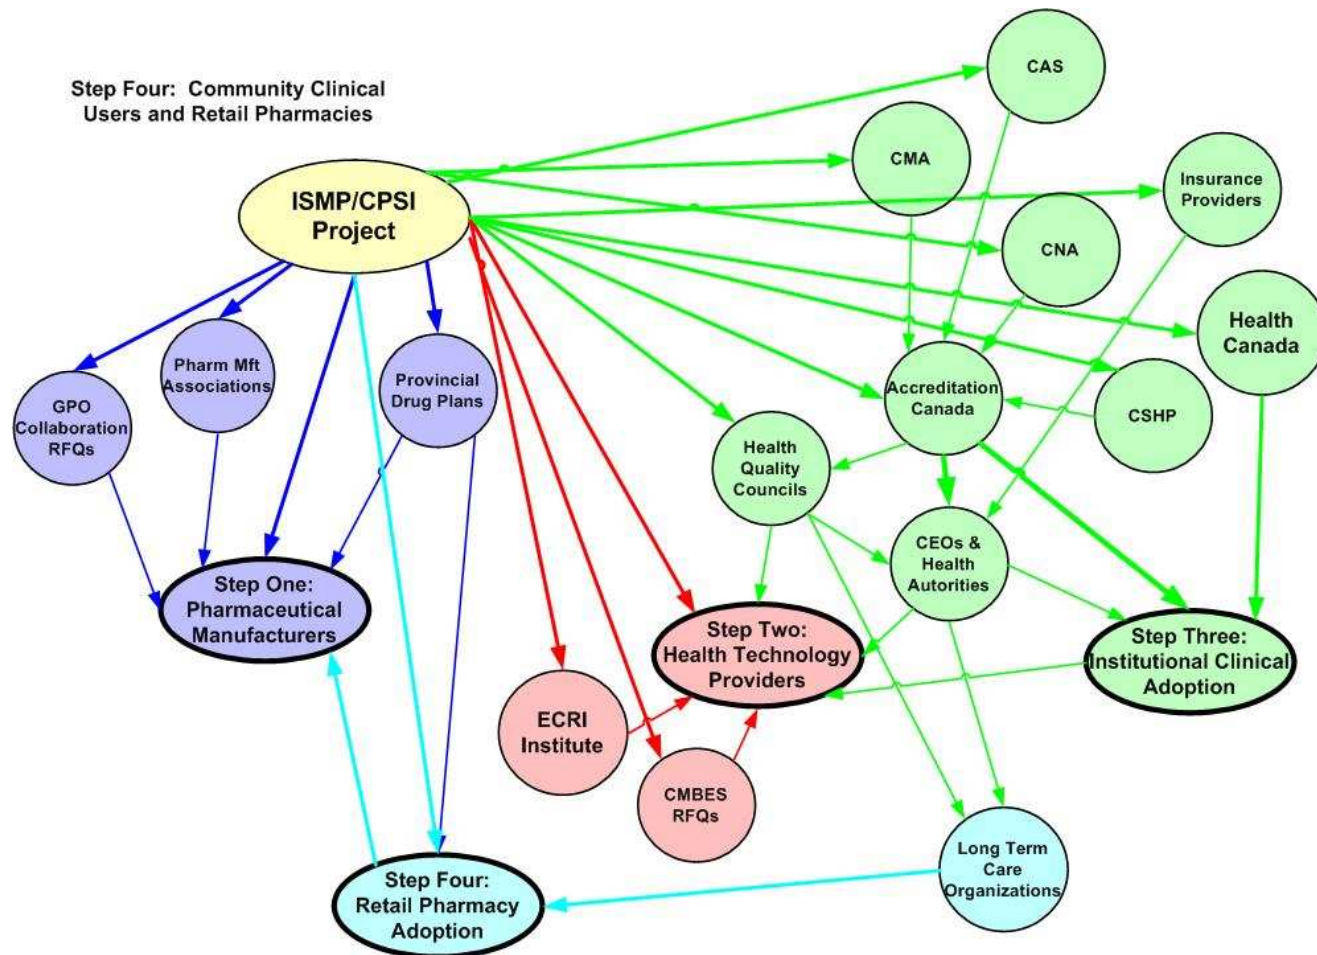 Step Four:  Community Clinical
Users and Retail Pharmacies
CAS
CMA
Insurance
Providers
ISMP/CPSI
Project
CNA
Health
Canada
Pharm Mft
Associations
Provincial
Drug Plans
GPO
Collaboration
RFQs
Accreditation
Canada
CSHP
Health
Quality
Councils
CEOs &
Health
Autorities
Step One:
Pharmaceutical
Manufacturers
Step Two:
Health Technology
Providers
Step Three:
Institutional Clinical
Adoption
ECRI
Institute
CMBES
RFQs
Long Term
Care
Organizations
Step Four:
Retail Pharmacy
Adoption